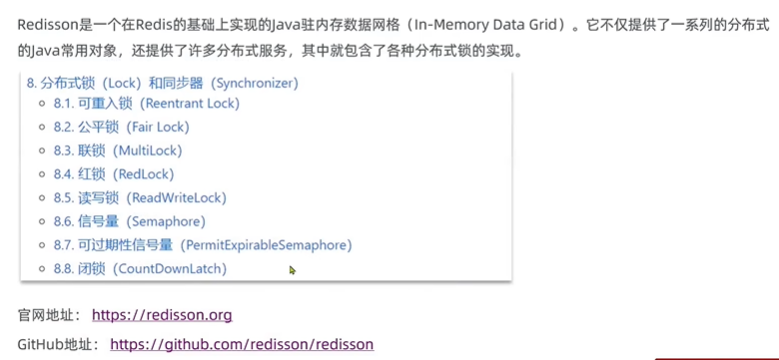 Redisson是一个在Redis的基础上实现的Java驻内存数据网格（In-Memory Data Grid）。它不仅提供了一系列的分布式
的Java常用对象，还提供了许多分布式服务，其中就包含了各种分布式锁的实现。
8. 分布式锁（Lock）和同步器（Synchronizer）
8.1. 可重入锁（Reentrant Lock）
8.2. 公平锁（Fair Lock）
8.3. 联锁（MultiLock）
8.4. 红锁（RedLock）
8.5. 读写锁（ReadWriteLock）
8.6. 信号量（Semaphore）
8.7. 可过期性信号量（PermitExpirableSemaphore）
8.8. 闭锁（CountDownLatch）
官网地址： https://redisson.org
GitHub地址： https://github.com/redisson/redisson